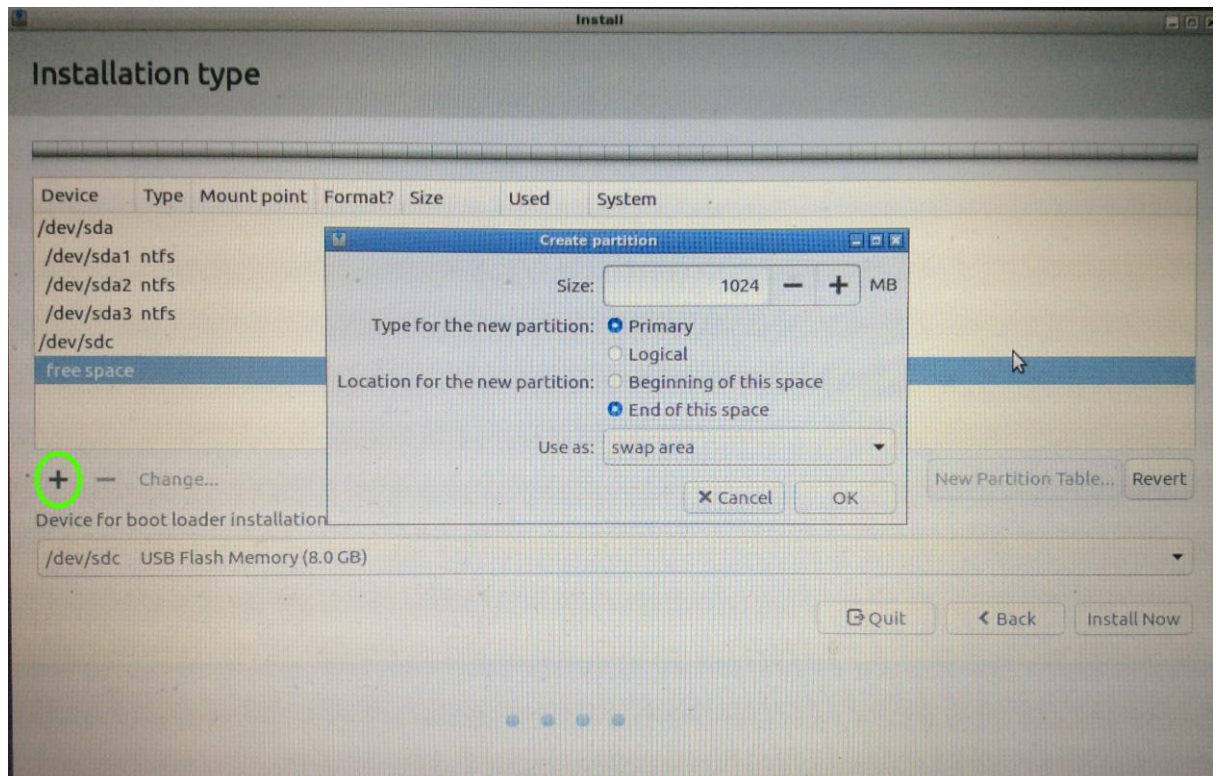 Install
Installation type
Device Type Mount point Format? Size Used System
/dev/sda
/dev/sda1 ntfs
/dev/sda2 ntfs
/dev/sda3 ntfs
/dev/sdc
free space
Create partition
Size: 1024 MB
Type for the new partition: Primary
Logical
Location for the new partition: Beginning of this space
End of this space
Use as: swap area
Cancel OK
+ − Change...
New Partition Table... Revert
Device for boot loader installation
/dev/sdc USB Flash Memory (8.0 GB)
Quit Back Install Now